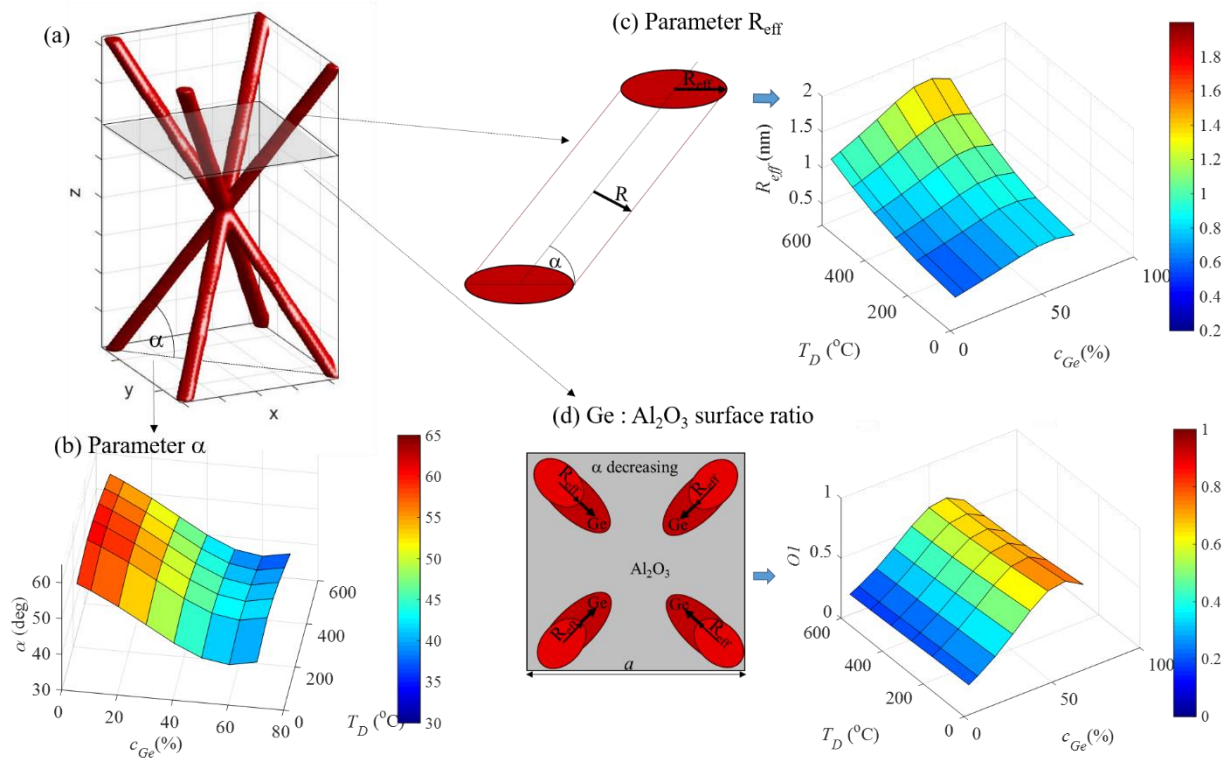 (a)
z
α
y
x
(c) Parameter R_eff
R_eff
R
α
R_eff (nm)
2
1.5
1
0.5
600
400
200
0
T_D (°C)
0
50
100
c_Ge(%)
1.8
1.6
1.4
1.2
1
0.8
0.6
0.4
0.2
(b) Parameter α
α (deg)
60
50
40
30
0
20
40
60
80
c_Ge(%)
0
200
400
600
T_D (°C)
65
60
55
50
45
40
35
30
(d) Ge : Al₂O₃ surface ratio
α decreasing
R_eff
R_eff
Ge
Ge
Al₂O₃
Ge
Ge
R_eff
R_eff
a
O1
1
0.5
0
600
400
200
0
T_D (°C)
0
50
100
c_Ge(%)
1
0.8
0.6
0.4
0.2
0